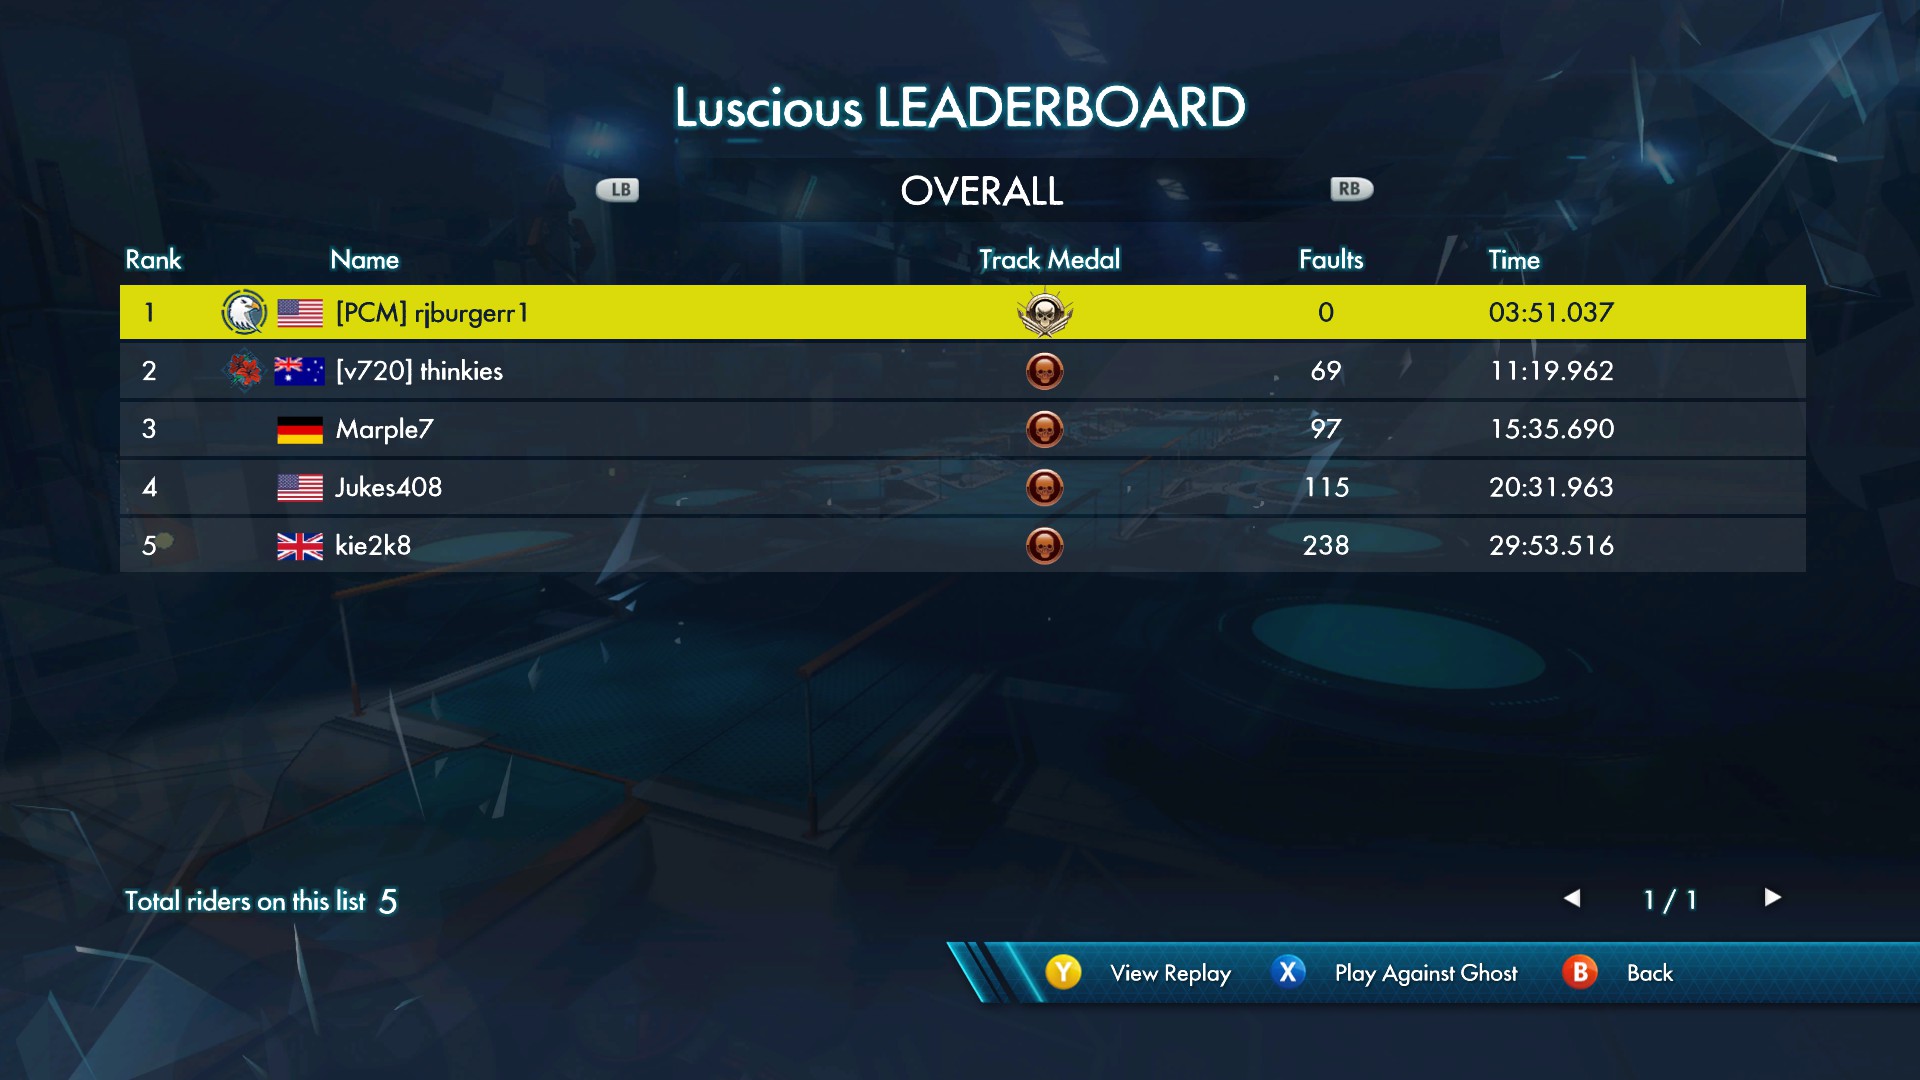 Luscious LEADERBOARD
LB OVERALL RB
Rank Name Track Medal Faults Time
1 [PCM] rjburgerr1 0 03:51.037
2 [v720] thinkies 69 11:19.962
3 Marple7 97 15:35.690
4 Jukes408 115 20:31.963
5 kie2k8 238 29:53.516
Total riders on this list 5 1 / 1
Y View Replay X Play Against Ghost B Back